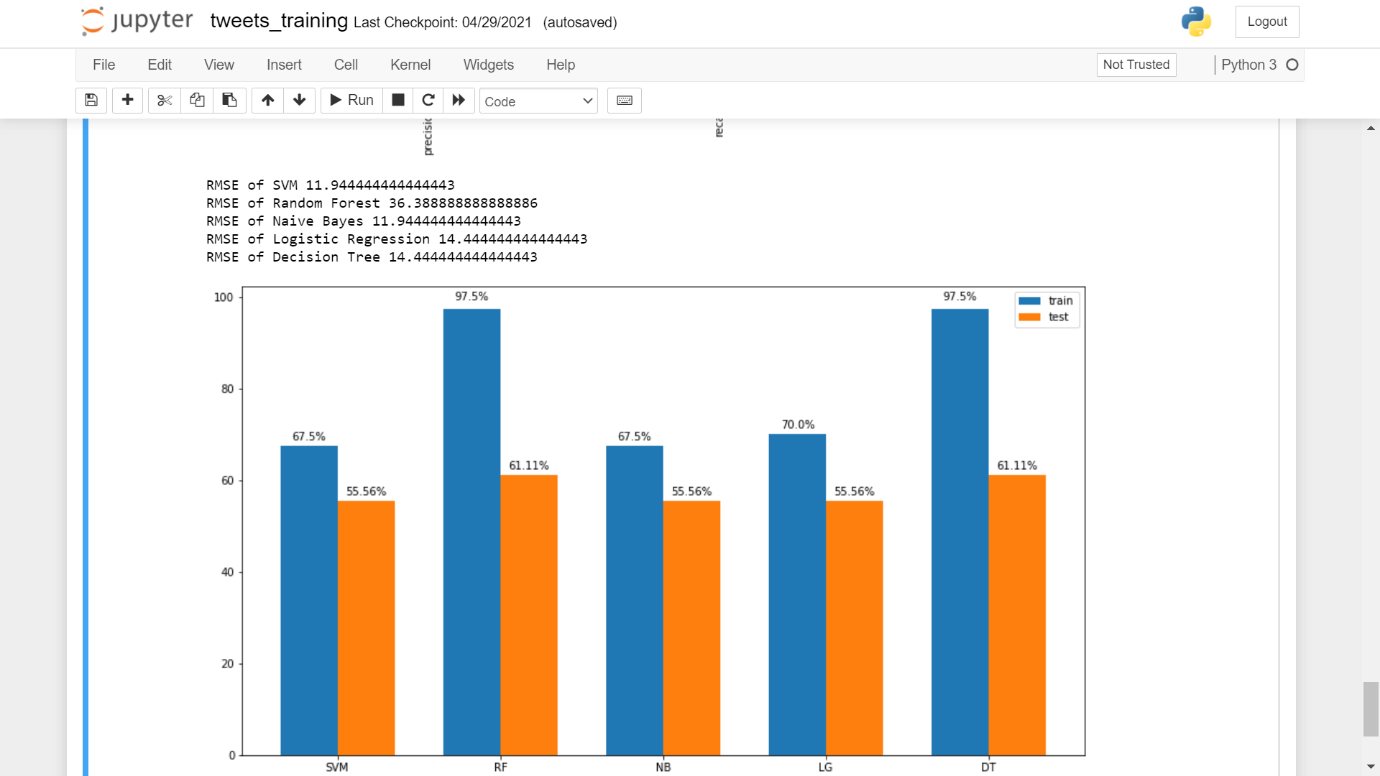 jupyter tweets_training Last Checkpoint: 04/29/2021 (autosaved) Logout
File Edit View Insert Cell Kernel Widgets Help Not Trusted Python 3
Run Code
RMSE of SVM 11.944444444444443
RMSE of Random Forest 36.388888888888886
RMSE of Naive Bayes 11.944444444444443
RMSE of Logistic Regression 14.444444444444443
RMSE of Decision Tree 14.444444444444443
100
80
60
40
20
0
67.5%
55.56%
97.5%
61.11%
67.5%
55.56%
70.0%
55.56%
97.5%
61.11%
train
test
SVM RF NB LG DT